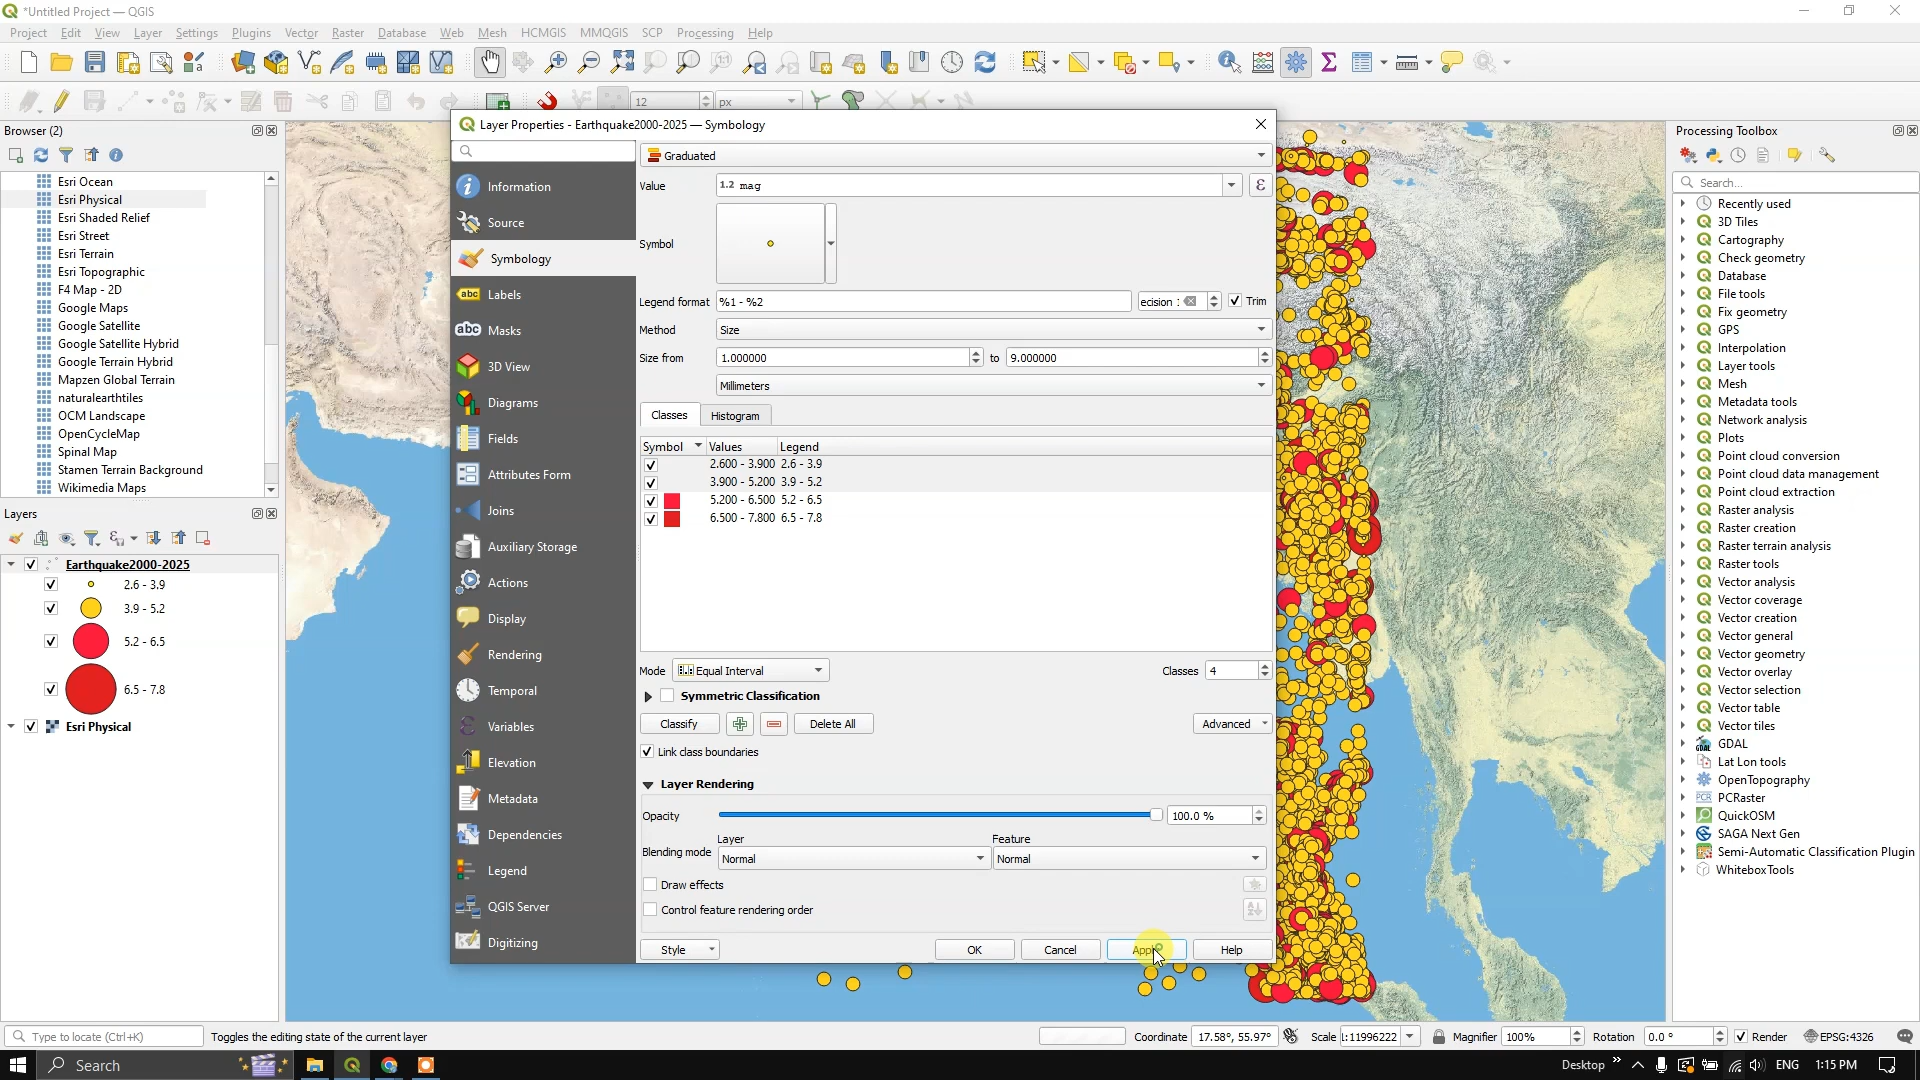 *Untitled Project — QGIS
Project Edit View Layer Settings Plugins Vector Raster Database Web Mesh HCMGIS MMQGIS SCP Processing Help
12 px
Browser (2)
Esri Ocean
Esri Physical
Esri Shaded Relief
Esri Street
Esri Terrain
Esri Topographic
F4 Map - 2D
Google Maps
Google Satellite
Google Satellite Hybrid
Google Terrain Hybrid
Mapzen Global Terrain
naturalearthtiles
OCM Landscape
OpenCycleMap
Spinal Map
Stamen Terrain Background
Wikimedia Maps
Layers
Earthquake2000-2025
2.6 - 3.9
3.9 - 5.2
5.2 - 6.5
6.5 - 7.8
Esri Physical
Layer Properties - Earthquake2000-2025 — Symbology
Information
Source
Symbology
abc Labels
abc Masks
3D View
Diagrams
Fields
Attributes Form
Joins
Auxiliary Storage
Actions
Display
Rendering
Temporal
Variables
Elevation
Metadata
Dependencies
Legend
QGIS Server
Digitizing
Graduated
Value 1.2 mag ε
Symbol
Legend format %1 - %2 ecision : Trim
Method Size
Size from 1.000000 to 9.000000
Millimeters
Classes Histogram
Symbol Values Legend
2.600 - 3.900 2.6 - 3.9
3.900 - 5.200 3.9 - 5.2
5.200 - 6.500 5.2 - 6.5
6.500 - 7.800 6.5 - 7.8
Mode Equal Interval Classes 4
Symmetric Classification
Classify Delete All Advanced
Link class boundaries
Layer Rendering
Opacity 100.0 %
Layer Feature
Blending mode Normal Normal
Draw effects
Control feature rendering order
Style OK Cancel Apply Help
Processing Toolbox
Search...
Recently used
3D Tiles
Cartography
Check geometry
Database
File tools
Fix geometry
GPS
Interpolation
Layer tools
Mesh
Metadata tools
Network analysis
Plots
Point cloud conversion
Point cloud data management
Point cloud extraction
Raster analysis
Raster creation
Raster terrain analysis
Raster tools
Vector analysis
Vector coverage
Vector creation
Vector general
Vector geometry
Vector overlay
Vector selection
Vector table
Vector tiles
GDAL
Lat Lon tools
OpenTopography
PCRaster
QuickOSM
SAGA Next Gen
Semi-Automatic Classification Plugin
WhiteboxTools
Type to locate (Ctrl+K) Toggles the editing state of the current layer Coordinate 17.58°, 55.97° Scale 1:11996222 Magnifier 100% Rotation 0.0 ° Render EPSG:4326
Search Desktop ENG 1:15 PM